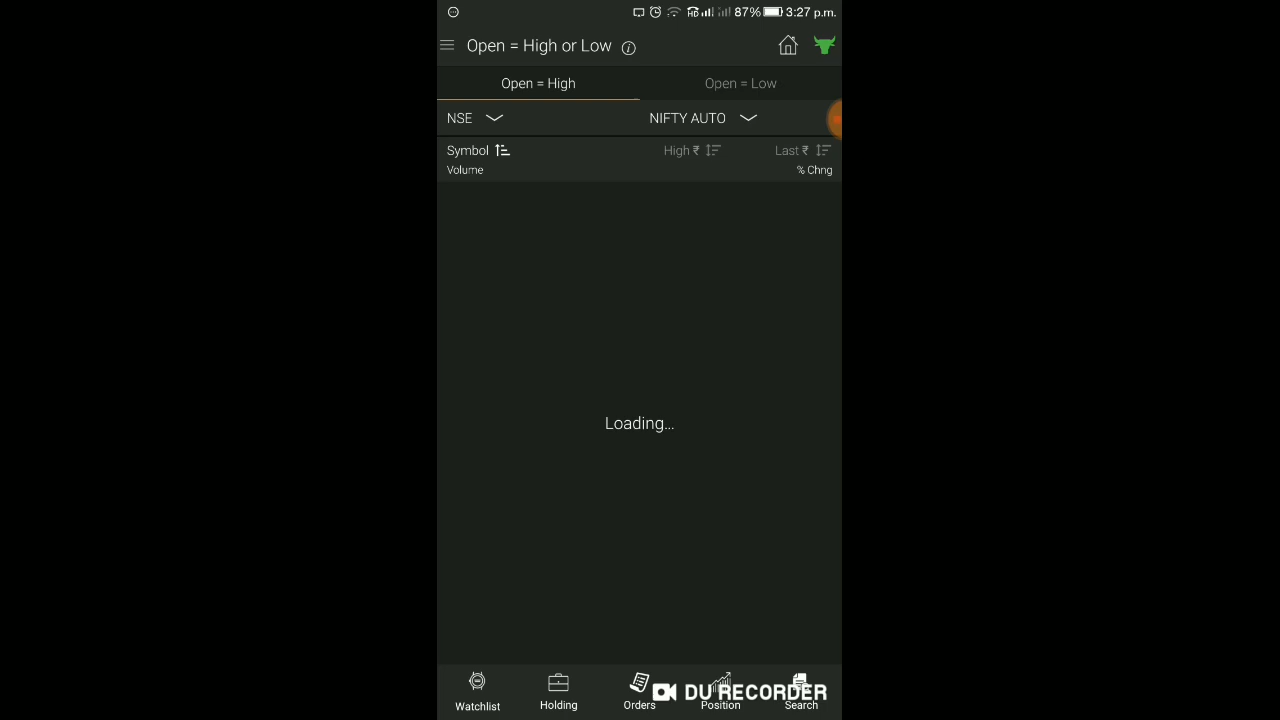 HD 87% 3:27 p.m.
Open = High or Low i
Open = High Open = Low
NSE NIFTY AUTO
Symbol High ₹ Last ₹
Volume % Chng
Loading...
Watchlist Holding Orders Position Search
DU RECORDER